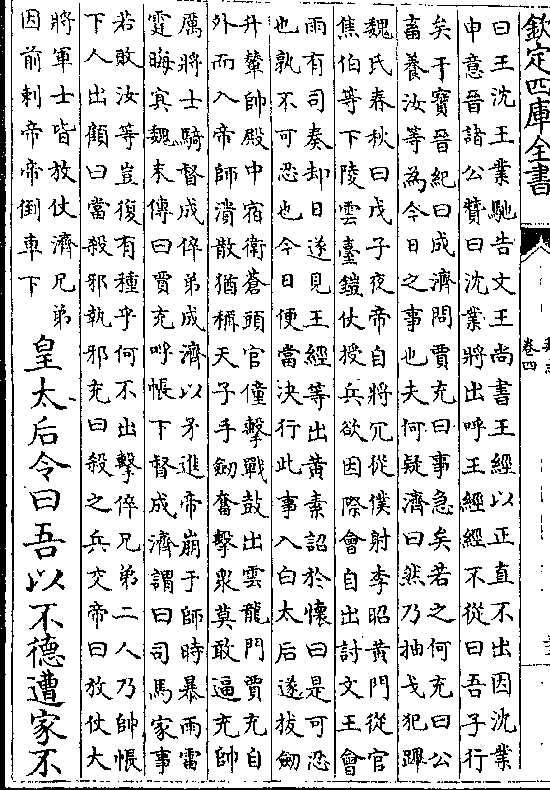 欽定四庫全書
卷四
曰王沈王業馳告文王尚書王經以正直不出因沈業
申意晉諸公贊曰沈業將出呼王經經不從曰吾子行
矣干寶晉紀曰成濟問賈充曰事急矣若之何充曰公
畜養汝等為今日之事也夫何疑濟曰然乃抽戈犯蹕
魏氏春秋曰戊子夜帝自將冗從僕射李昭黃門從官
焦伯等下陵雲臺鎧仗授兵欲因際會自出討文王會
雨有司奏却日遂見王經等出黃素詔於懷曰是可忍
也孰不可忍也今日便當決行此事入白太后遂拔劒
升輦帥殿中宿衛蒼頭官僮擊戰鼓出雲龍門賈充自
外而入帝師潰散猶稱天子手劒奮擊衆莫敢逼充帥
厲將士騎督成倅弟成濟以矛進帝崩于師時暴雨雷
霆晦冥魏末傳曰賈充呼帳下督成濟謂曰司馬家事
若敗汝等豈復有種乎何不出擊倅兄弟二人乃帥帳
下人出顧曰當殺邪執邪充曰殺之兵交帝曰放仗大
將軍士皆放仗濟兄弟
因前刺帝帝倒車下
皇太后令曰吾以不德遭家不